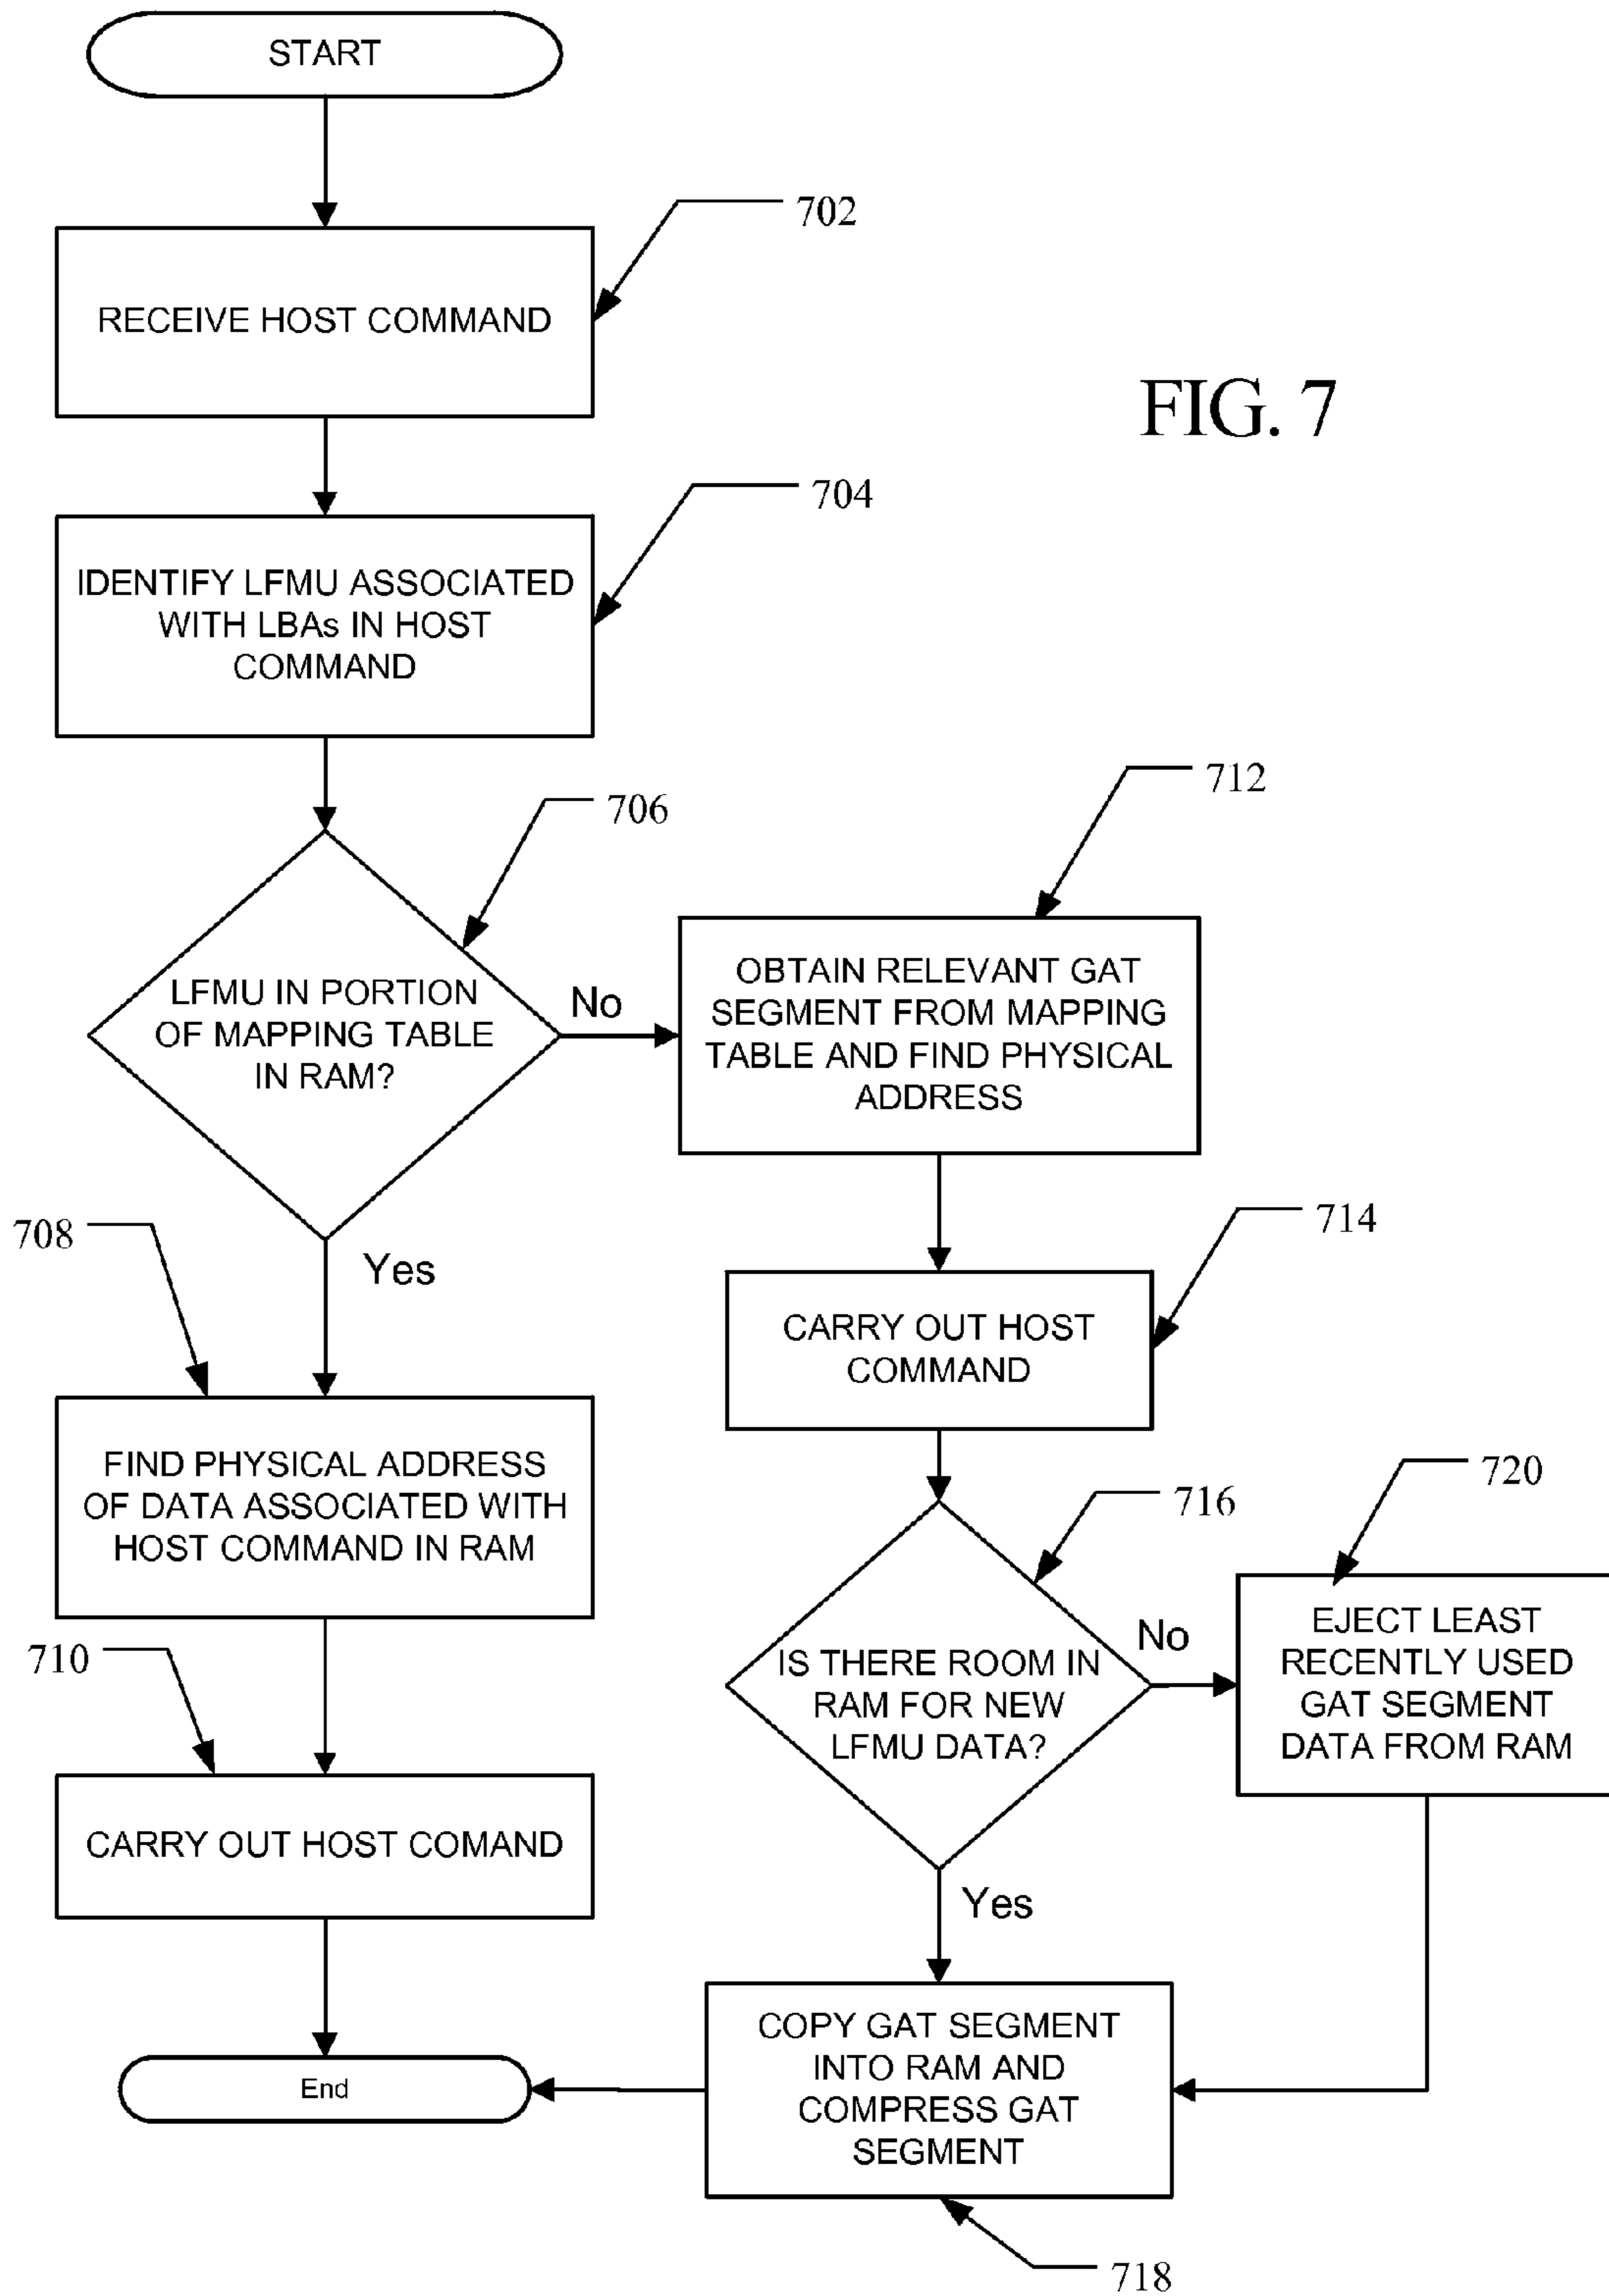 START
702
RECEIVE HOST COMMAND
FIG. 7
704
IDENTIFY LFMU ASSOCIATED
WITH LBAs IN HOST
COMMAND
706
LFMU IN PORTION
OF MAPPING TABLE
IN RAM?
No
712
OBTAIN RELEVANT GAT
SEGMENT FROM MAPPING
TABLE AND FIND PHYSICAL
ADDRESS
708
Yes
714
CARRY OUT HOST
COMMAND
FIND PHYSICAL ADDRESS
OF DATA ASSOCIATED WITH
HOST COMMAND IN RAM
716
IS THERE ROOM IN
RAM FOR NEW
LFMU DATA?
No
720
EJECT LEAST
RECENTLY USED
GAT SEGMENT
DATA FROM RAM
710
CARRY OUT HOST COMAND
Yes
COPY GAT SEGMENT
INTO RAM AND
COMPRESS GAT
SEGMENT
718
End